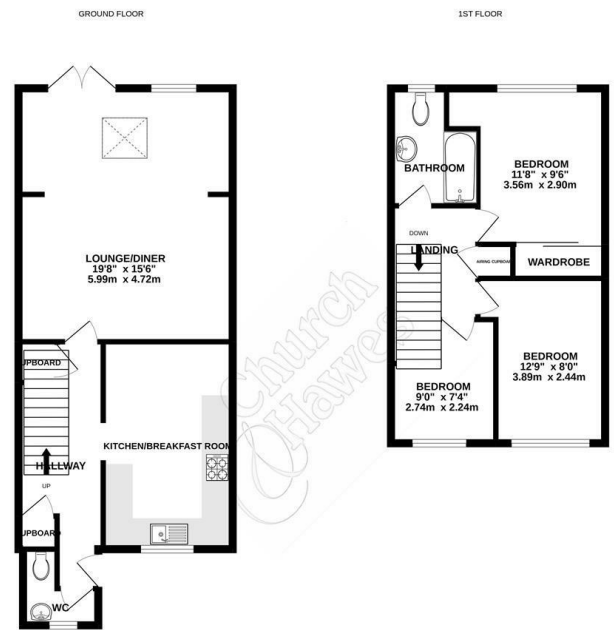 GROUND FLOOR
LOUNGE/DINER
19'8" x 15'6"
5.99m x 4.72m
UPBOARD
KITCHEN/BREAKFAST ROOM
HALLWAY
UP
UPBOARD
WC
1ST FLOOR
BATHROOM
BEDROOM
11'8" x 9'6"
3.56m x 2.90m
DOWN
LANDING
AIRING CUPBOARD
WARDROBE
BEDROOM
12'9" x 8'0"
3.89m x 2.44m
BEDROOM
9'0" x 7'4"
2.74m x 2.24m
Church
& Hawes